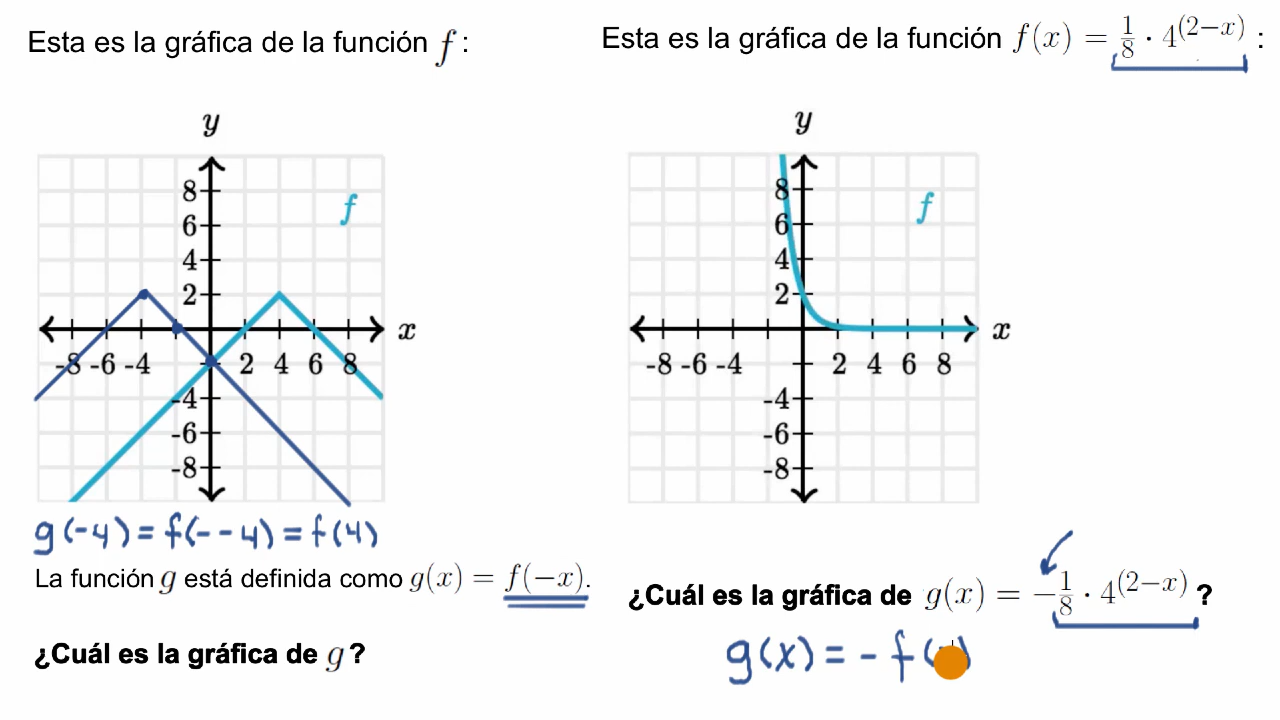 Esta es la gráfica de la función f:
y
f
8
6
4
2
x
-8 -6 -4 2 4 6 8
-4
-6
-8
g(-4) = f(--4) = f(4)
La función g está definida como g(x) = f(-x).
¿Cuál es la gráfica de g?
Esta es la gráfica de la función f(x) = 1/8 · 4^(2-x) :
y
f
8
6
4
2
x
-8 -6 -4 2 4 6 8
-4
-6
-8
¿Cuál es la gráfica de g(x) = -1/8 · 4^(2-x) ?
g(x) = - f( )